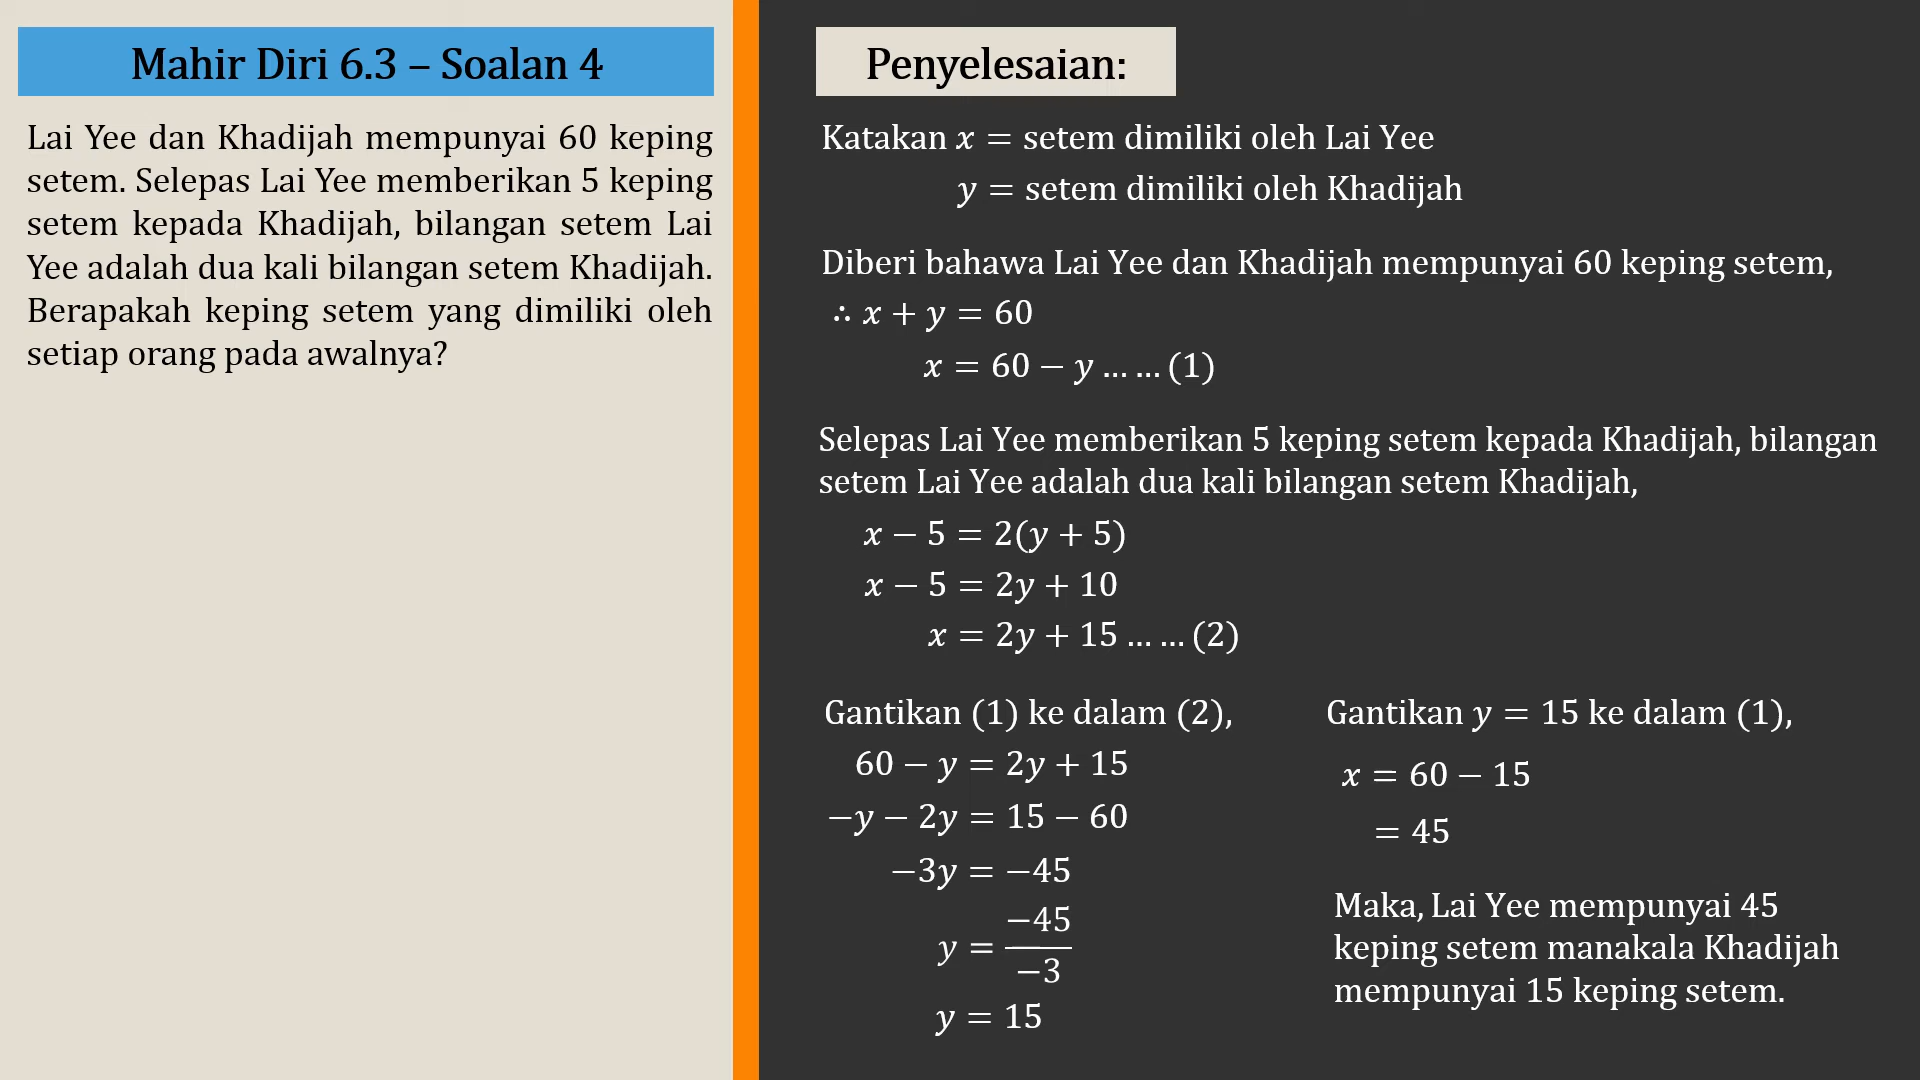 Mahir Diri 6.3 – Soalan 4
Lai Yee dan Khadijah mempunyai 60 keping
setem. Selepas Lai Yee memberikan 5 keping
setem kepada Khadijah, bilangan setem Lai
Yee adalah dua kali bilangan setem Khadijah.
Berapakah keping setem yang dimiliki oleh
setiap orang pada awalnya?
Penyelesaian:
Katakan x = setem dimiliki oleh Lai Yee
y = setem dimiliki oleh Khadijah
Diberi bahawa Lai Yee dan Khadijah mempunyai 60 keping setem,
∴ x + y = 60
x = 60 − y … … (1)
Selepas Lai Yee memberikan 5 keping setem kepada Khadijah, bilangan
setem Lai Yee adalah dua kali bilangan setem Khadijah,
x − 5 = 2(y + 5)
x − 5 = 2y + 10
x = 2y + 15 … … (2)
Gantikan (1) ke dalam (2),
60 − y = 2y + 15
−y − 2y = 15 − 60
−3y = −45
y = −45/−3
y = 15
Gantikan y = 15 ke dalam (1),
x = 60 − 15
= 45
Maka, Lai Yee mempunyai 45
keping setem manakala Khadijah
mempunyai 15 keping setem.